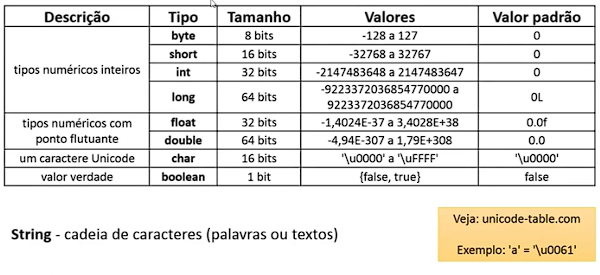 Descrição Tipo Tamanho Valores Valor padrão
tipos numéricos inteiros byte 8 bits -128 a 127 0
short 16 bits -32768 a 32767 0
int 32 bits -2147483648 a 2147483647 0
long 64 bits -9223372036854770000 a 9223372036854770000 0L
tipos numéricos com ponto flutuante float 32 bits -1,4024E-37 a 3,4028E+38 0.0f
double 64 bits -4,94E-307 a 1,79E+308 0.0
um caractere Unicode char 16 bits '\u0000' a '\uFFFF' '\u0000'
valor verdade boolean 1 bit {false, true} false
String - cadeia de caracteres (palavras ou textos)
Veja: unicode-table.com
Exemplo: 'a' = '\u0061'